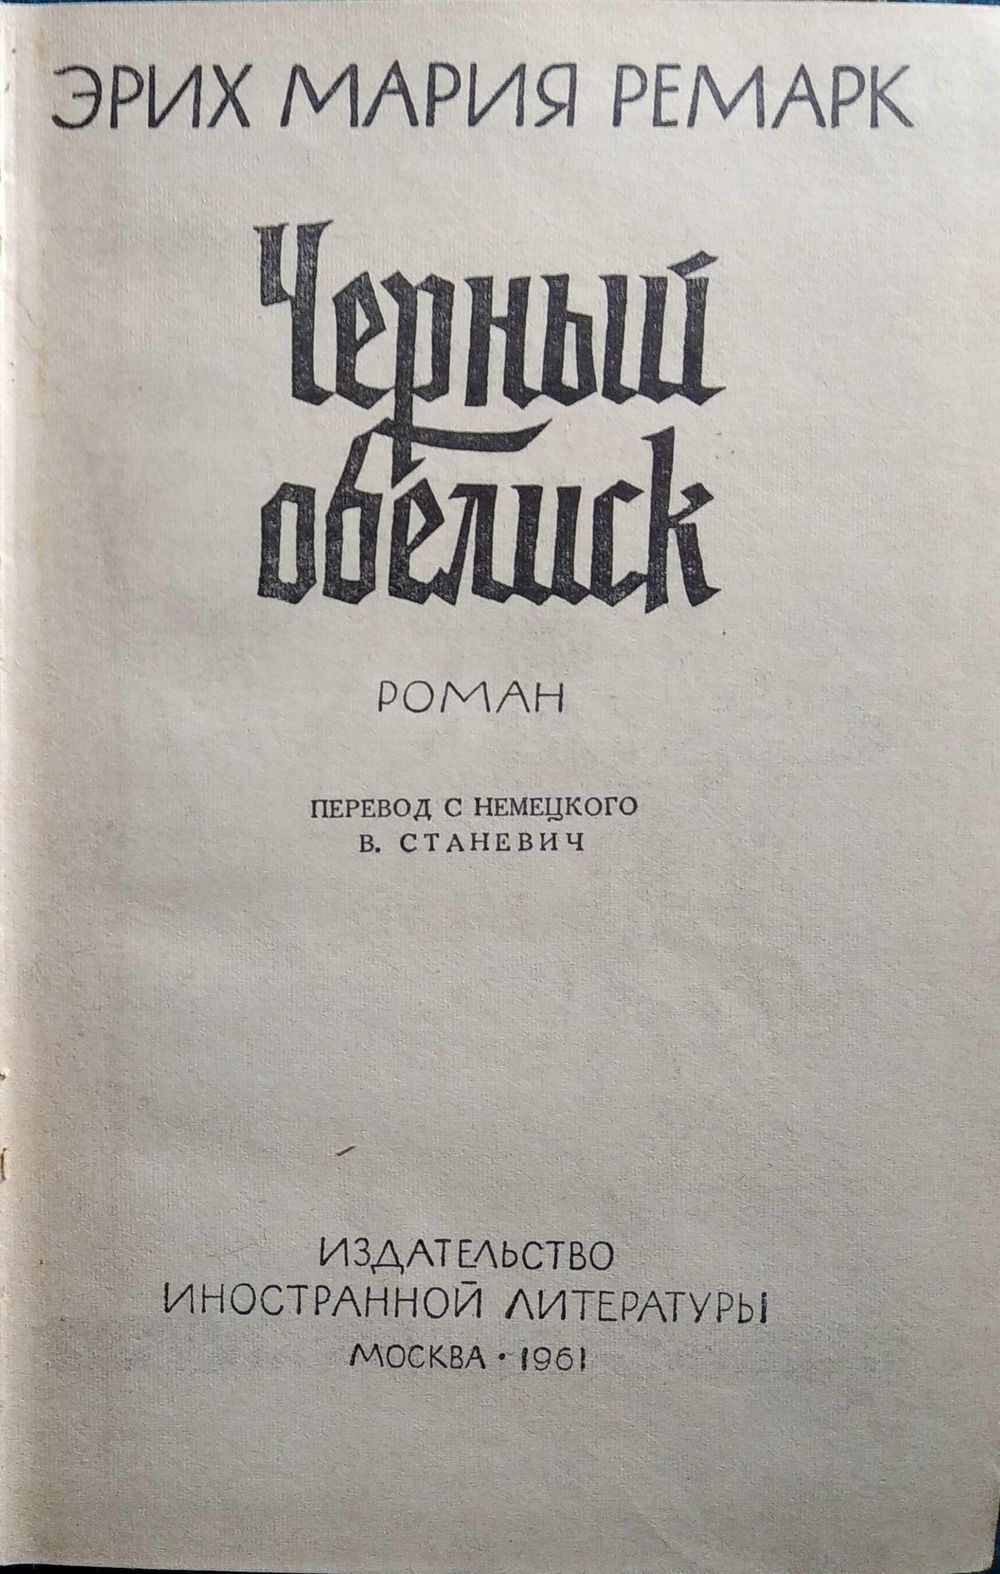 ЭРИХ МАРИЯ РЕМАРК
Черный
обелиск
РОМАН
ПЕРЕВОД С НЕМЕЦКОГО
В. СТАНЕВИЧ
ИЗДАТЕЛЬСТВО
ИНОСТРАННОЙ ЛИТЕРАТУРЫ
МОСКВА · 1961